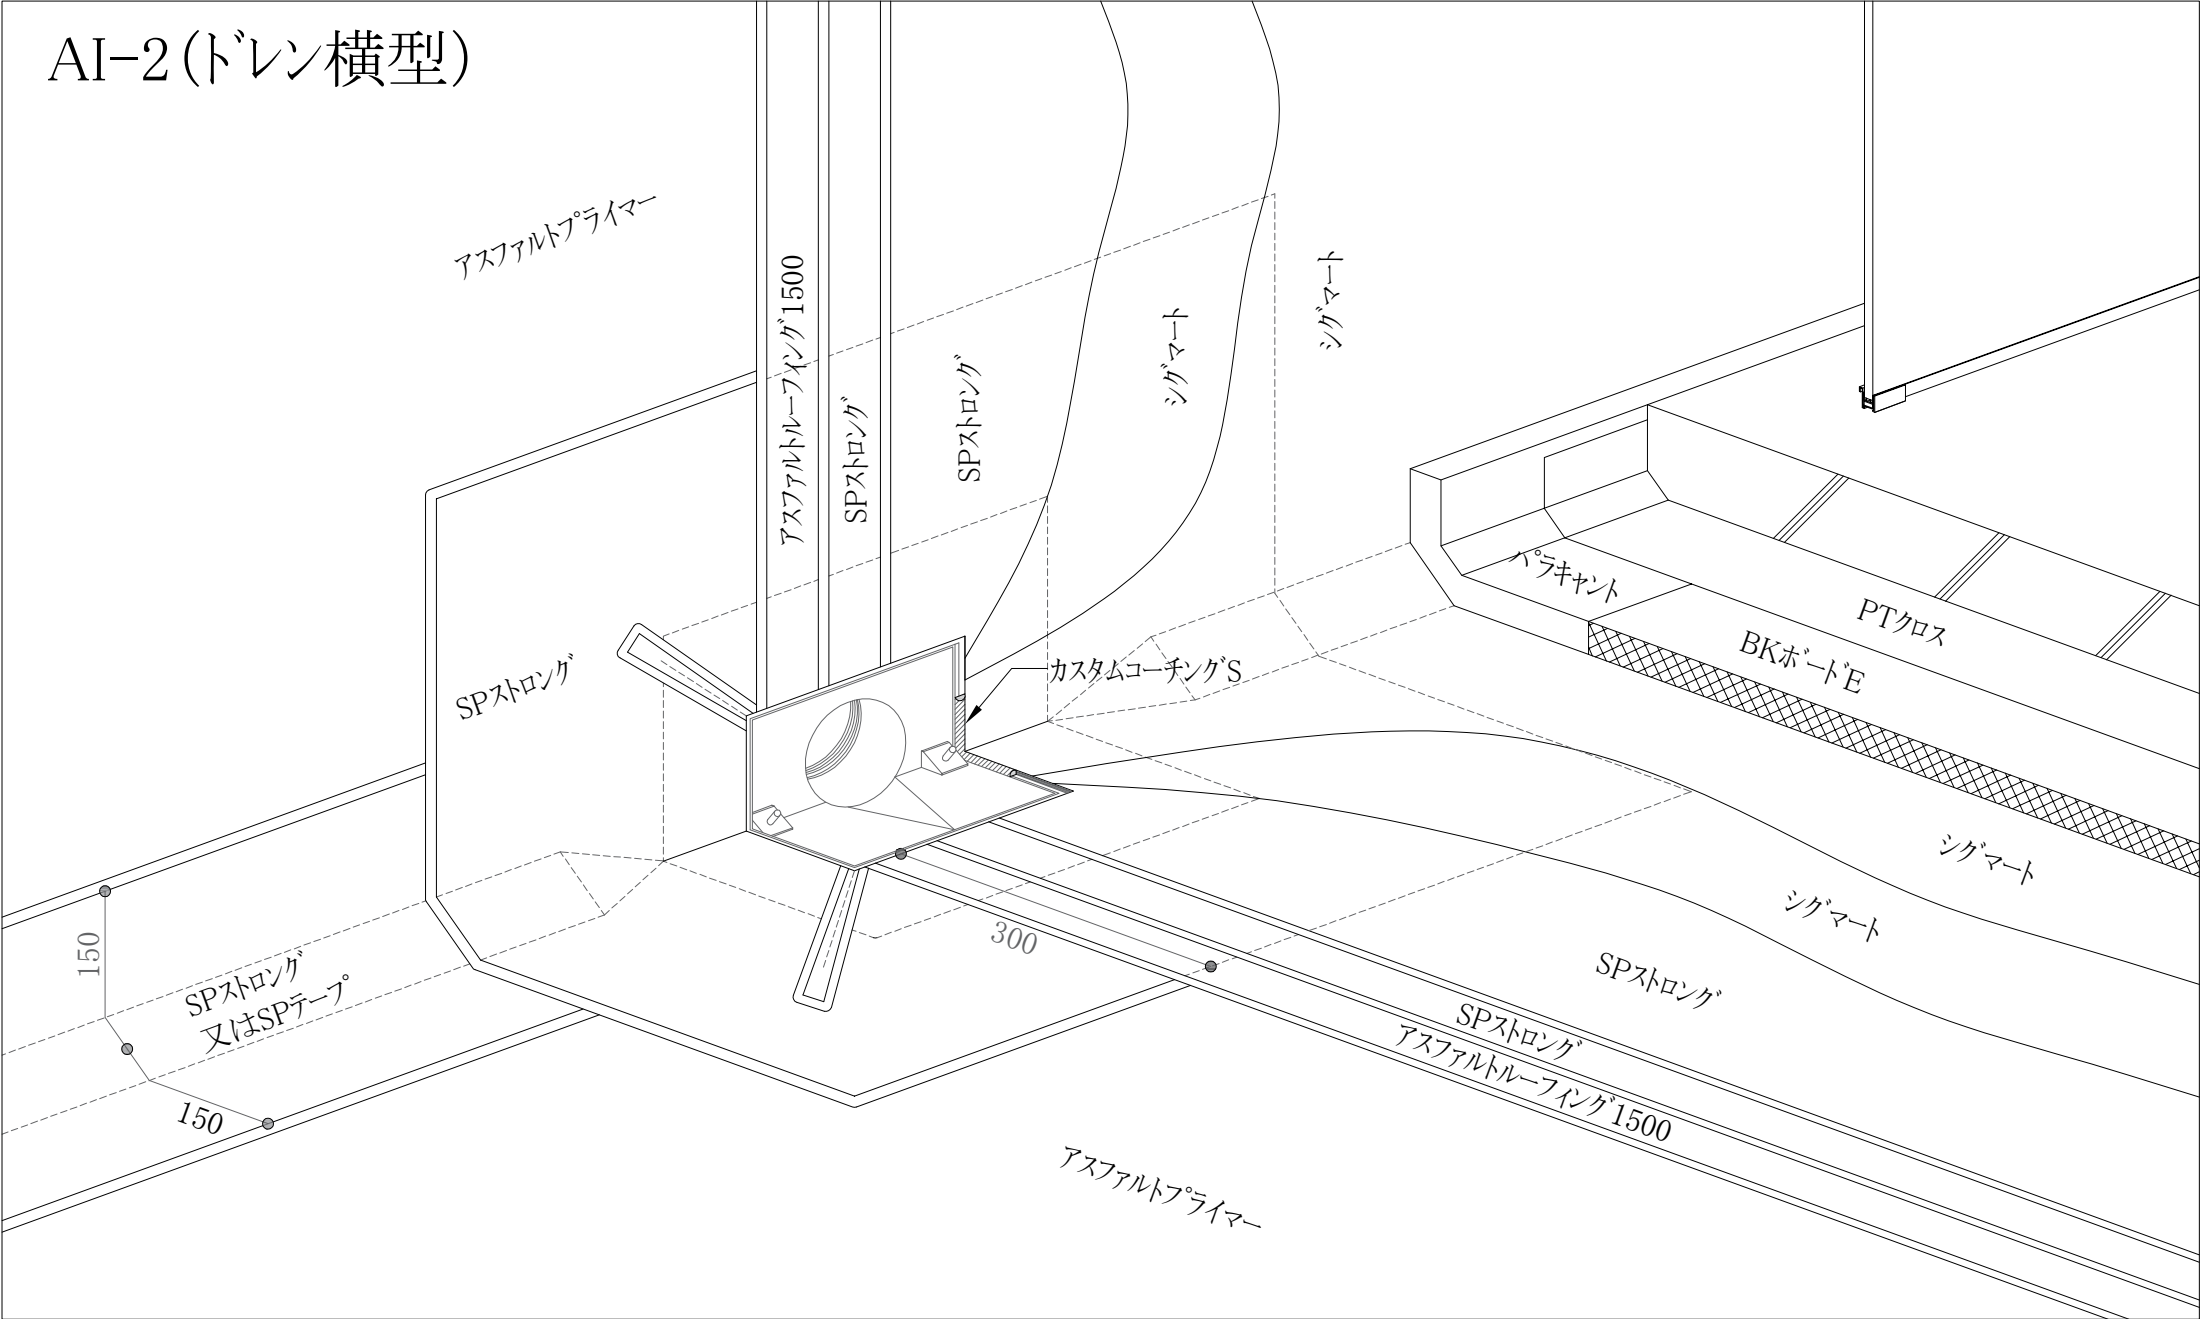 AI-2(ドレン横型)
アスファルトプライマー
アスファルトルーフィング1500
SPストロング
SPストロング
シグマート
シグマート
パラキャント
PTクロス
BKボードE
カスタムコーチングS
SPストロング
シグマート
シグマート
SPストロング
SPストロング
アスファルトルーフィング1500
300
150
SPストロング
又はSPテープ
150
アスファルトプライマー